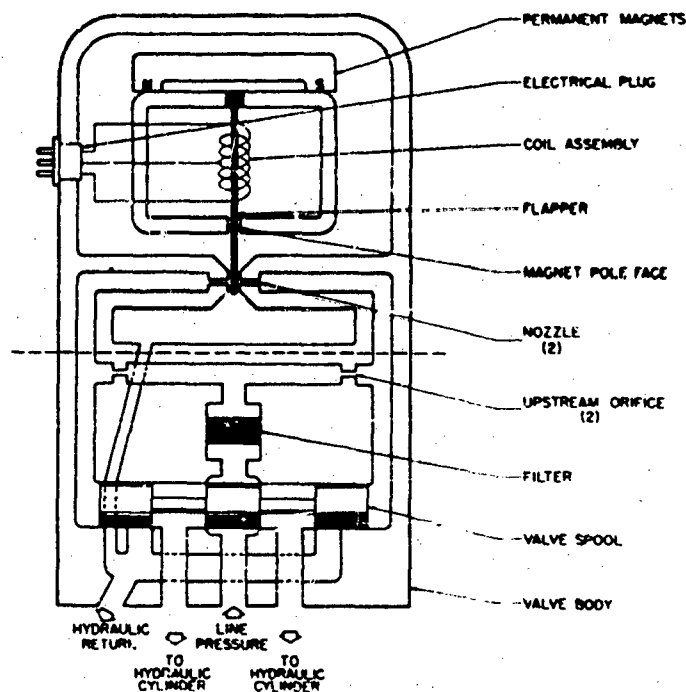 PERMANENT MAGNETS
N S
ELECTRICAL PLUG
COIL ASSEMBLY
FLAPPER
MAGNET POLE FACE
NOZZLE
(2)
UPSTREAM ORIFICE
(2)
FILTER
VALVE SPOOL
VALVE BODY
HYDRAULIC
RETURN
LINE
PRESSURE
TO
HYDRAULIC
CYLINDER
TO
HYDRAULIC
CYLINDER